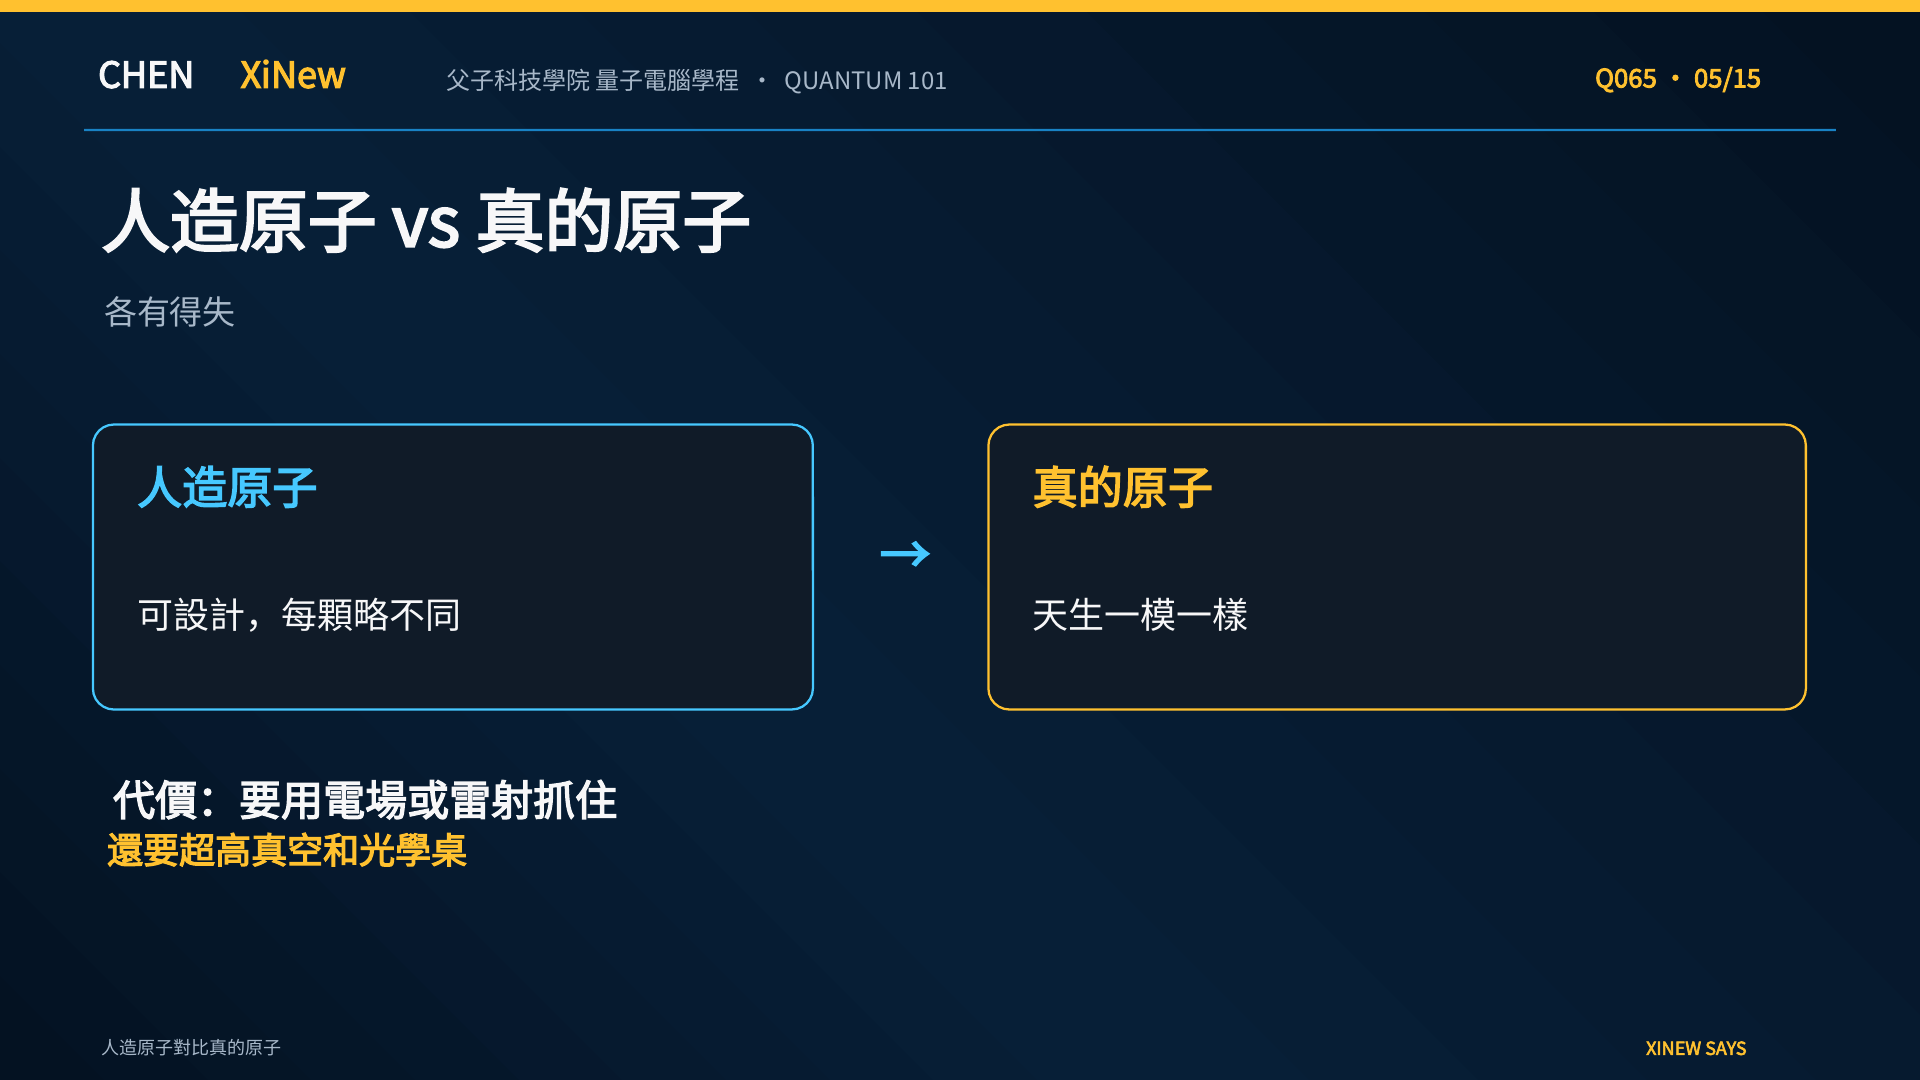 CHEN XiNew 父子科技學院 量子電腦學程 • QUANTUM 101 Q065 • 05/15
人造原子 vs 真的原子
各有得失
人造原子
可設計，每顆略不同
→
真的原子
天生一模一樣
代價：要用電場或雷射抓住
還要超高真空和光學桌
人造原子對比真的原子
XINEW SAYS